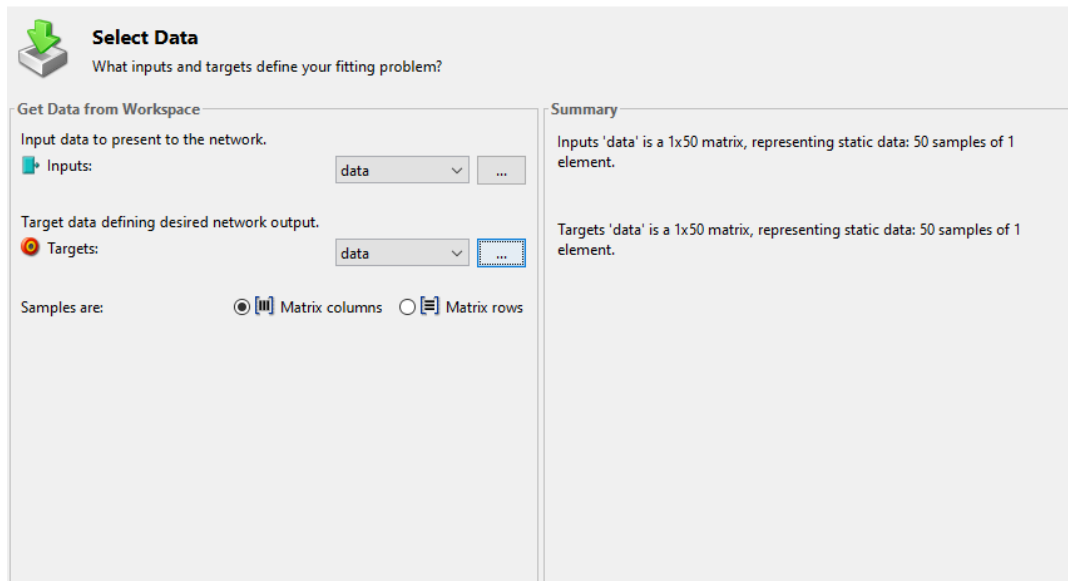 Select Data
What inputs and targets define your fitting problem?
Get Data from Workspace
Input data to present to the network.
Inputs:
data
...
Target data defining desired network output.
Targets:
data
...
Samples are:
Matrix columns
Matrix rows
Summary
Inputs 'data' is a 1x50 matrix, representing static data: 50 samples of 1
element.
Targets 'data' is a 1x50 matrix, representing static data: 50 samples of 1
element.